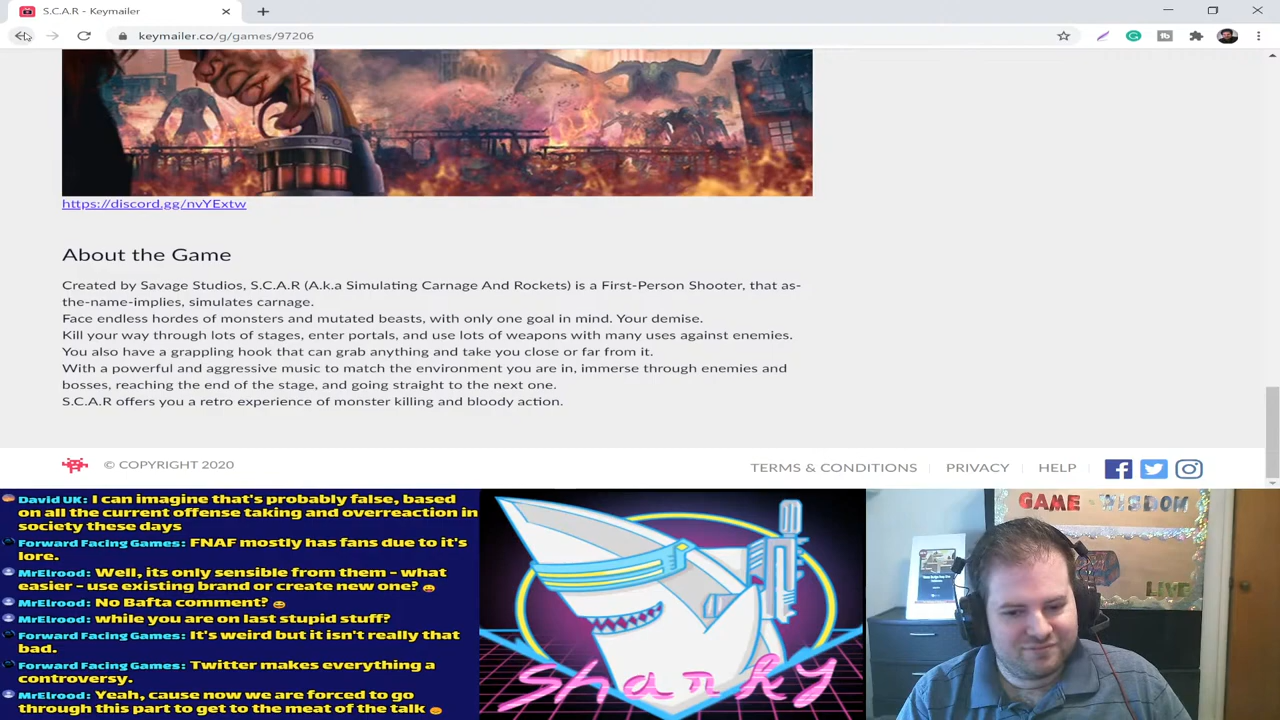 S.C.A.R - Keymailer
keymailer.co/g/games/97206
https://discord.gg/nvYExtw
About the Game
Created by Savage Studios, S.C.A.R (A.k.a Simulating Carnage And Rockets) is a First-Person Shooter, that as-
the-name-implies, simulates carnage.
Face endless hordes of monsters and mutated beasts, with only one goal in mind. Your demise.
Kill your way through lots of stages, enter portals, and use lots of weapons with many uses against enemies.
You also have a grappling hook that can grab anything and take you close or far from it.
With a powerful and aggressive music to match the environment you are in, immerse through enemies and
bosses, reaching the end of the stage, and going straight to the next one.
S.C.A.R offers you a retro experience of monster killing and bloody action.
© COPYRIGHT 2020
TERMS & CONDITIONS
PRIVACY
HELP
David UK: I can imagine that's probably false, based
on all the current offense taking and overreaction in
society these days
Forward Facing Games: FNAF mostly has fans due to it's
lore.
MrElrood: Well, its only sensible from them - what
easier - use existing brand or create new one?
MrElrood: No Bafta comment?
MrElrood: while you are on last stupid stuff?
Forward Facing Games: It's weird but it isn't really that
bad.
Forward Facing Games: Twitter makes everything a
controversy.
MrElrood: Yeah, cause now we are forced to go
through this part to get to the meat of the talk
sharky
GAME WISDOM
LIVE